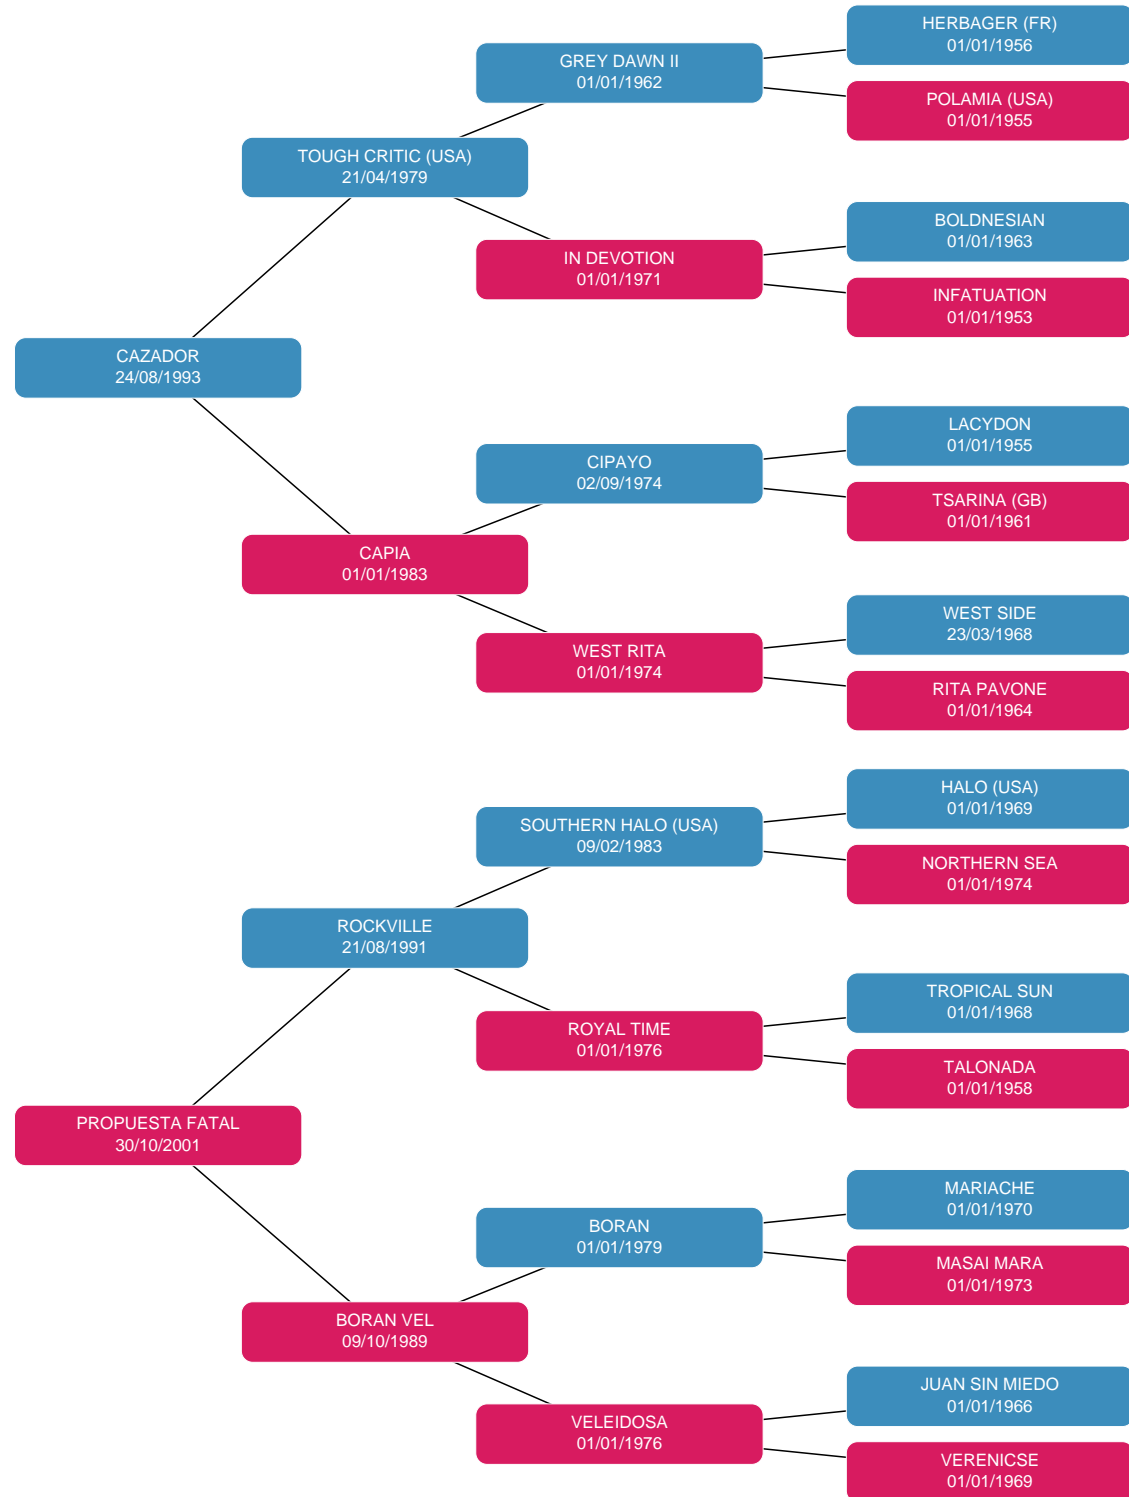 HERBAGER (FR)
01/01/1956
GREY DAWN II
01/01/1962
POLAMIA (USA)
01/01/1955
TOUGH CRITIC (USA)
21/04/1979
BOLDNESIAN
01/01/1963
IN DEVOTION
01/01/1971
INFATUATION
01/01/1953
CAZADOR
24/08/1993
LACYDON
01/01/1955
CIPAYO
02/09/1974
TSARINA (GB)
01/01/1961
CAPIA
01/01/1983
WEST SIDE
23/03/1968
WEST RITA
01/01/1974
RITA PAVONE
01/01/1964
HALO (USA)
01/01/1969
SOUTHERN HALO (USA)
09/02/1983
NORTHERN SEA
01/01/1974
ROCKVILLE
21/08/1991
TROPICAL SUN
01/01/1968
ROYAL TIME
01/01/1976
TALONADA
01/01/1958
PROPUESTA FATAL
30/10/2001
MARIACHE
01/01/1970
BORAN
01/01/1979
MASAI MARA
01/01/1973
BORAN VEL
09/10/1989
JUAN SIN MIEDO
01/01/1966
VELEIDOSA
01/01/1976
VERENICSE
01/01/1969